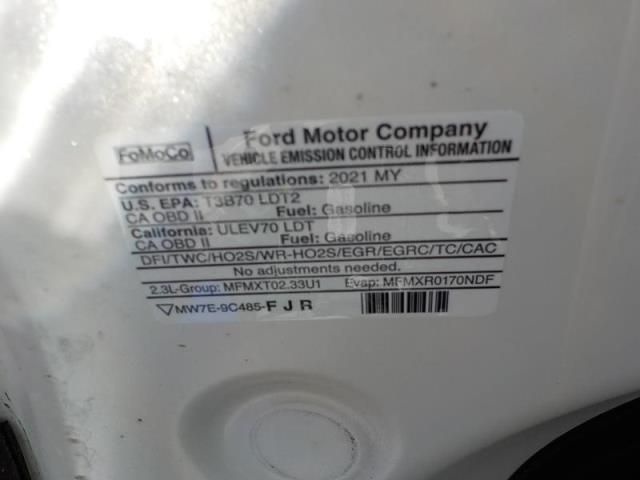 FoMoCo
Ford Motor Company
VEHICLE EMISSION CONTROL INFORMATION
Conforms to regulations: 2021 MY
U.S. EPA: T3B70 LDT2
CA OBD II Fuel: Gasoline
California: ULEV70 LDT
CA OBD II Fuel: Gasoline
DFI/TWC/HO2S/WR-HO2S/EGR/EGRC/TC/CAC
No adjustments needed.
2.3L-Group: MFMXT02.33U1 Evap: MFMXR0170NDF
MW7E-9C485-F J R